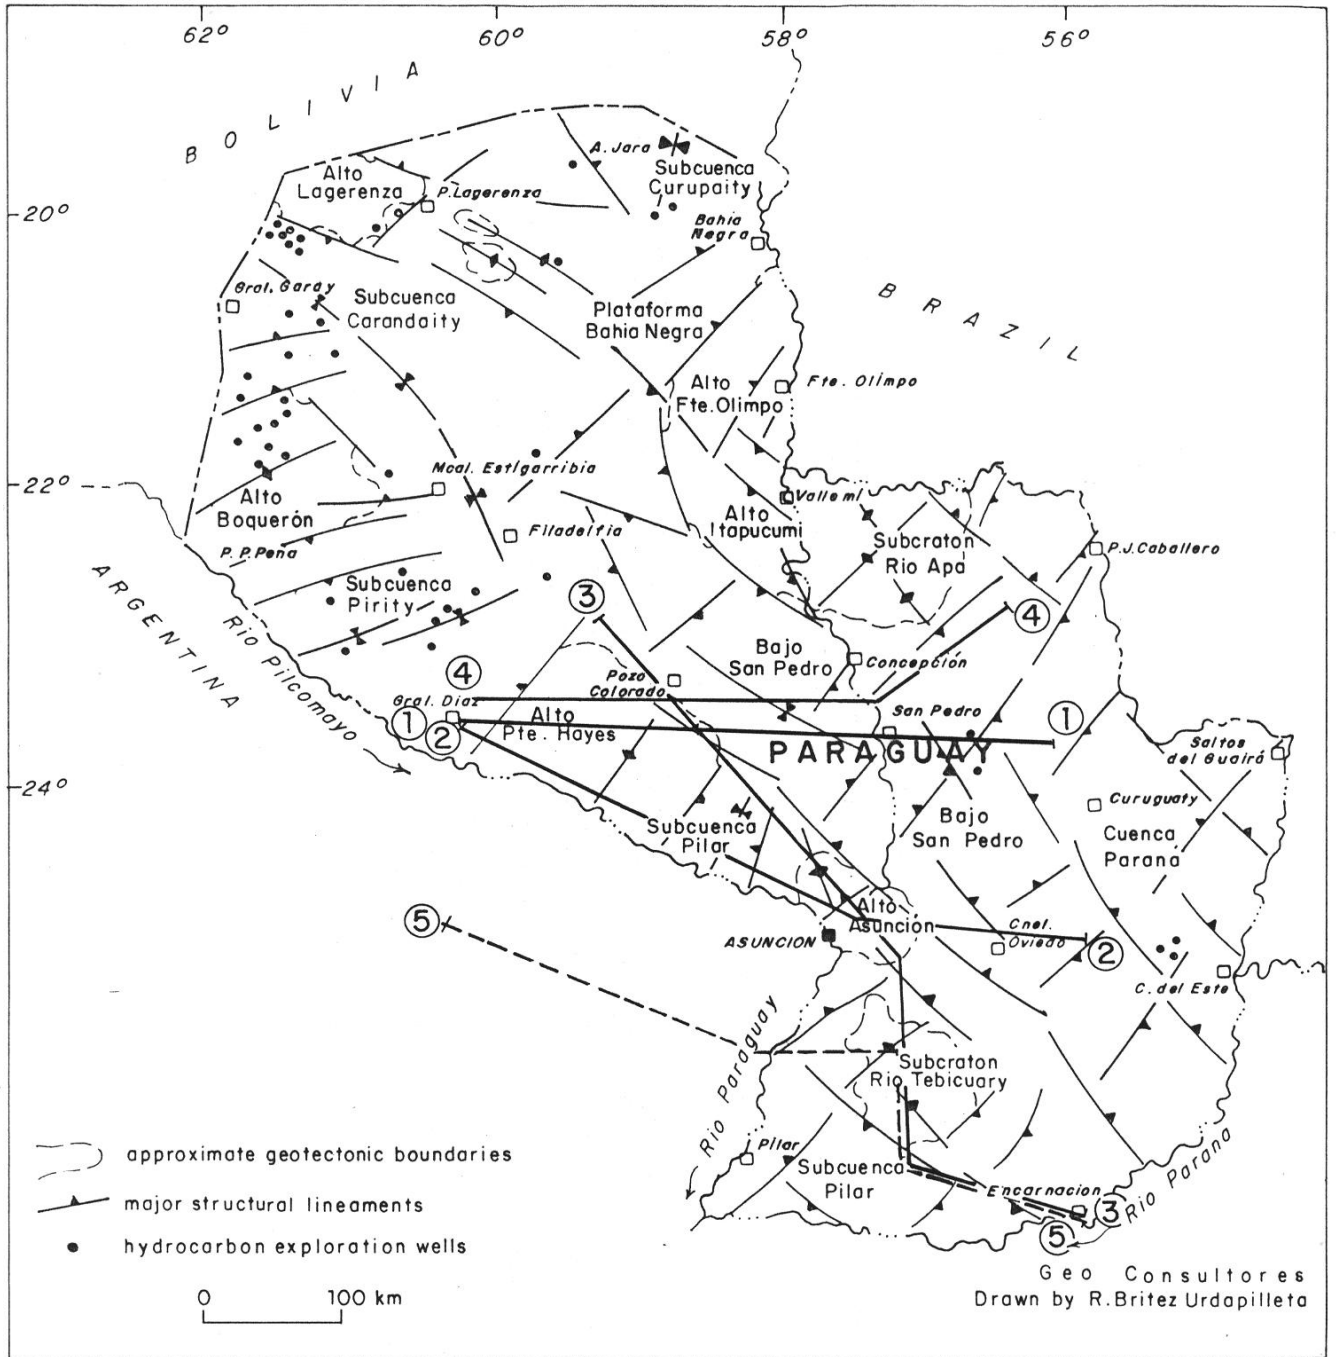 62°
60°
58°
56°
BOLIVIA
A. Jara
Subcuenca
Curupaity
Alto
Lagerenza
P. Lagerenza
20°
Bahia
Negra
Gral. Garay
Subcuenca
Carandaity
Plataforma
Bahia Negra
BRAZIL
Alto
Fte. Olimpo
Fte. Olimpo
22°
Mcal. Estigarribia
Alto
Boquerón
Vallemi
Alto
Itapucumi
Filadelfia
Subcraton
Rio Apa
P.J. Caballero
P. P. Peña
ARGENTINA
Subcuenca
Pirity
3
4
Rio Pilcomayo
Bajo
San Pedro
Concepción
4
Pozo
Colorado
Gral. Diaz
1
2
Alto
Pte. Hayes
San Pedro
1
PARAGUAY
Saltos
del Guairá
24°
Curuguaty
Subcuenca
Pilar
Bajo
San Pedro
Cuenca
Paraná
5
Alto
Asunción
ASUNCION
Cnel.
Oviedo
2
C. del Este
Rio Paraguay
Subcraton
Rio Tebicuary
Pilar
Subcuenca
Pilar
Encarnacion
3
5
Rio Parana
approximate geotectonic boundaries
major structural lineaments
hydrocarbon exploration wells
0 100 km
Geo Consultores
Drawn by R. Britez Urdapilleta